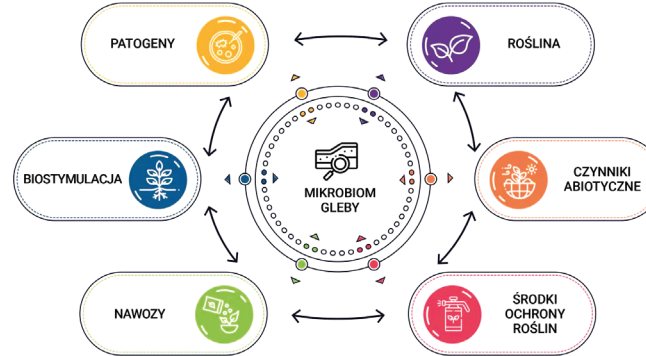 PATOGENY
ROŚLINA
BIOSTYMULACJA
MIKROBIOM
GLEBY
CZYNNIKI
ABIOTYCZNE
NAWOZY
ŚRODKI
OCHRONY
ROŚLIN